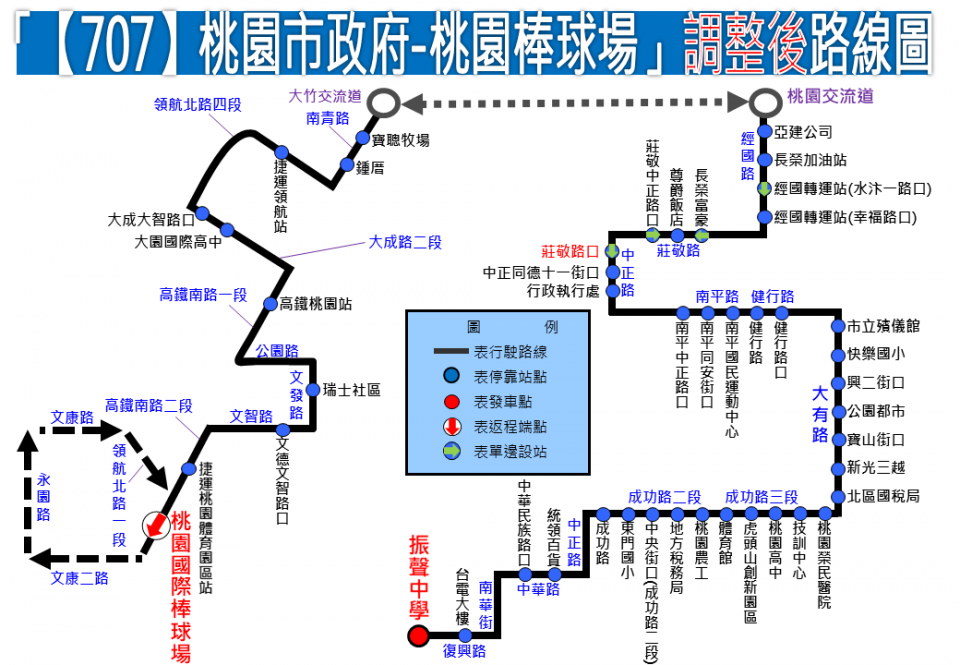 「【707】桃園市政府-桃園棒球場」調整後路線圖
領航北路四段
大竹交流道
南青路
寶聰牧場
鍾厝
捷運領航站
大成大智路口
大園國際高中
大成路二段
高鐵南路一段
高鐵桃園站
公園路
文發路
瑞士社區
高鐵南路二段
文智路
文德文智路口
文康路
領航北路一段
永園路
捷運桃園體育園區站
文康二路
桃園國際棒球場
桃園交流道
亞建公司
經國路
長榮加油站
經國轉運站(水汴一路口)
經國轉運站(幸福路口)
莊敬中正路口
尊爵飯店
長榮富豪
莊敬路
莊敬路口
中正路
中正同德十一街口
行政執行處
南平路
健行路
南平中正路口
南平同安街口
南平國民運動中心
健行路
健行路口
市立殯儀館
快樂國小
興二街口
大有路
公園都市
寶山街口
新光三越
北區國稅局
圖例
表行駛路線
表停靠站點
表發車點
表返程端點
表單邊設站
成功路二段
成功路三段
成功路
東門國小
中央街口(成功路二段)
地方稅務局
桃園農工
體育館
虎頭山創新園區
桃園高中
技訓中心
桃園榮民醫院
中正路
統領百貨
中華民族路口
中華路
南華街
台電大樓
復興路
振聲中學